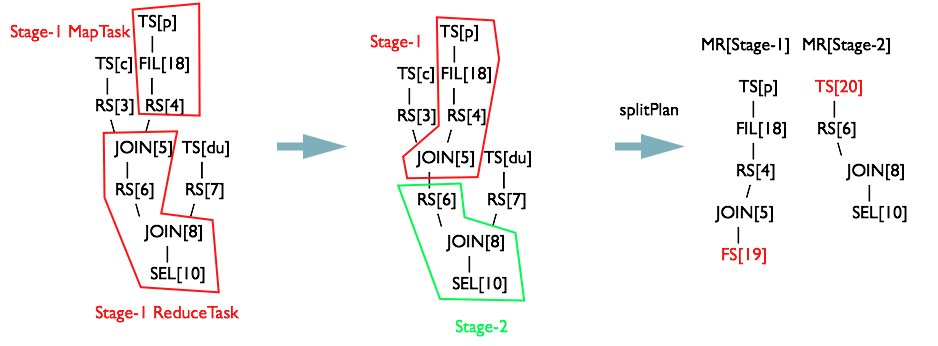 Stage-1 MapTask
TS[p]
TS[c]
FIL[18]
RS[3]
RS[4]
JOIN[5]
TS[du]
RS[6]
RS[7]
JOIN[8]
SEL[10]
Stage-1 ReduceTask
Stage-1
TS[p]
TS[c]
FIL[18]
RS[3]
RS[4]
JOIN[5]
TS[du]
RS[6]
RS[7]
JOIN[8]
SEL[10]
Stage-2
splitPlan
MR[Stage-1]
TS[p]
FIL[18]
RS[4]
JOIN[5]
FS[19]
MR[Stage-2]
TS[20]
RS[6]
JOIN[8]
SEL[10]